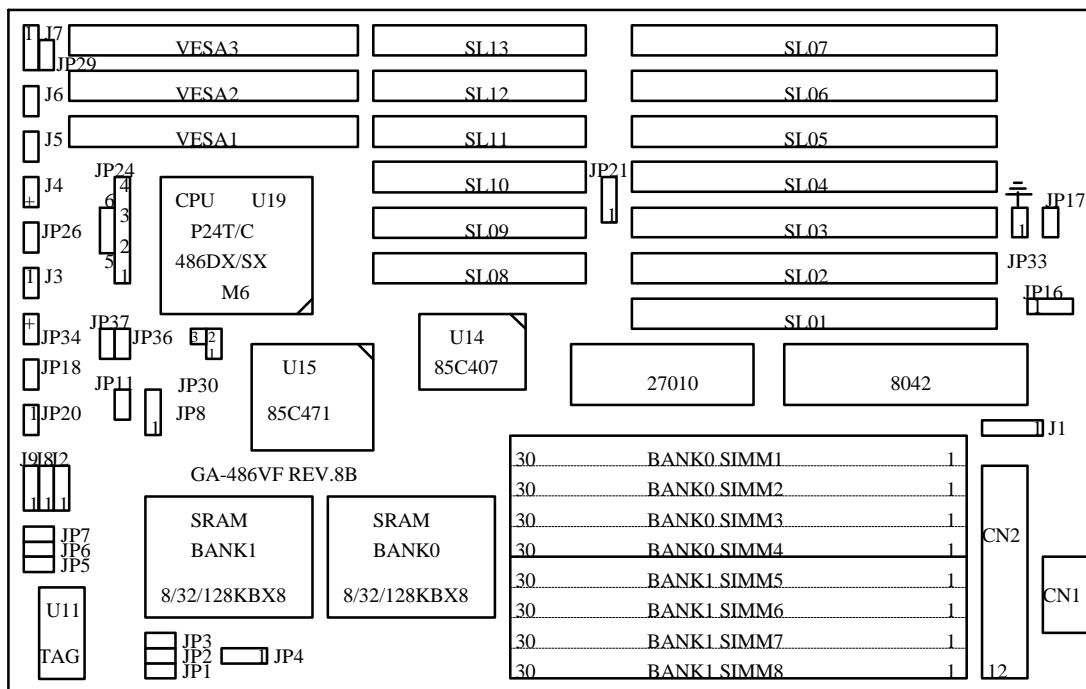 1 J7 VESA3 SL13 SL07
JP29
J6 VESA2 SL12 SL06
J5 VESA1 SL11 SL05
JP24 JP21
J4 4 CPU U19 SL10 SL04
+ 6 3 P24T/C SL09 1 SL03 1 JP17
JP26 2 486DX/SX
5 JP33
J3 1 1 M6 SL08 SL02
JP16
1
+ JP37 U14 SL01
JP34 JP36 3 2
1
JP18 U15 85C407
JP11 JP30 27010 8042
1 JP20 1 JP8 85C471
1 J1
J9 J8 J2 30 BANK0 SIMM1 1
GA-486VF REV.8B
1 1 1 30 BANK0 SIMM2 1
SRAM SRAM 30 BANK0 SIMM3 1 CN2
JP7
JP6 BANK1 BANK0 30 BANK0 SIMM4 1
JP5
8/32/128KBX8 8/32/128KBX8 30 BANK1 SIMM5 1
U11 30 BANK1 SIMM6 1 CN1
JP3 30 BANK1 SIMM7 1
TAG JP2 1 JP4
JP1 30 BANK1 SIMM8 1 12